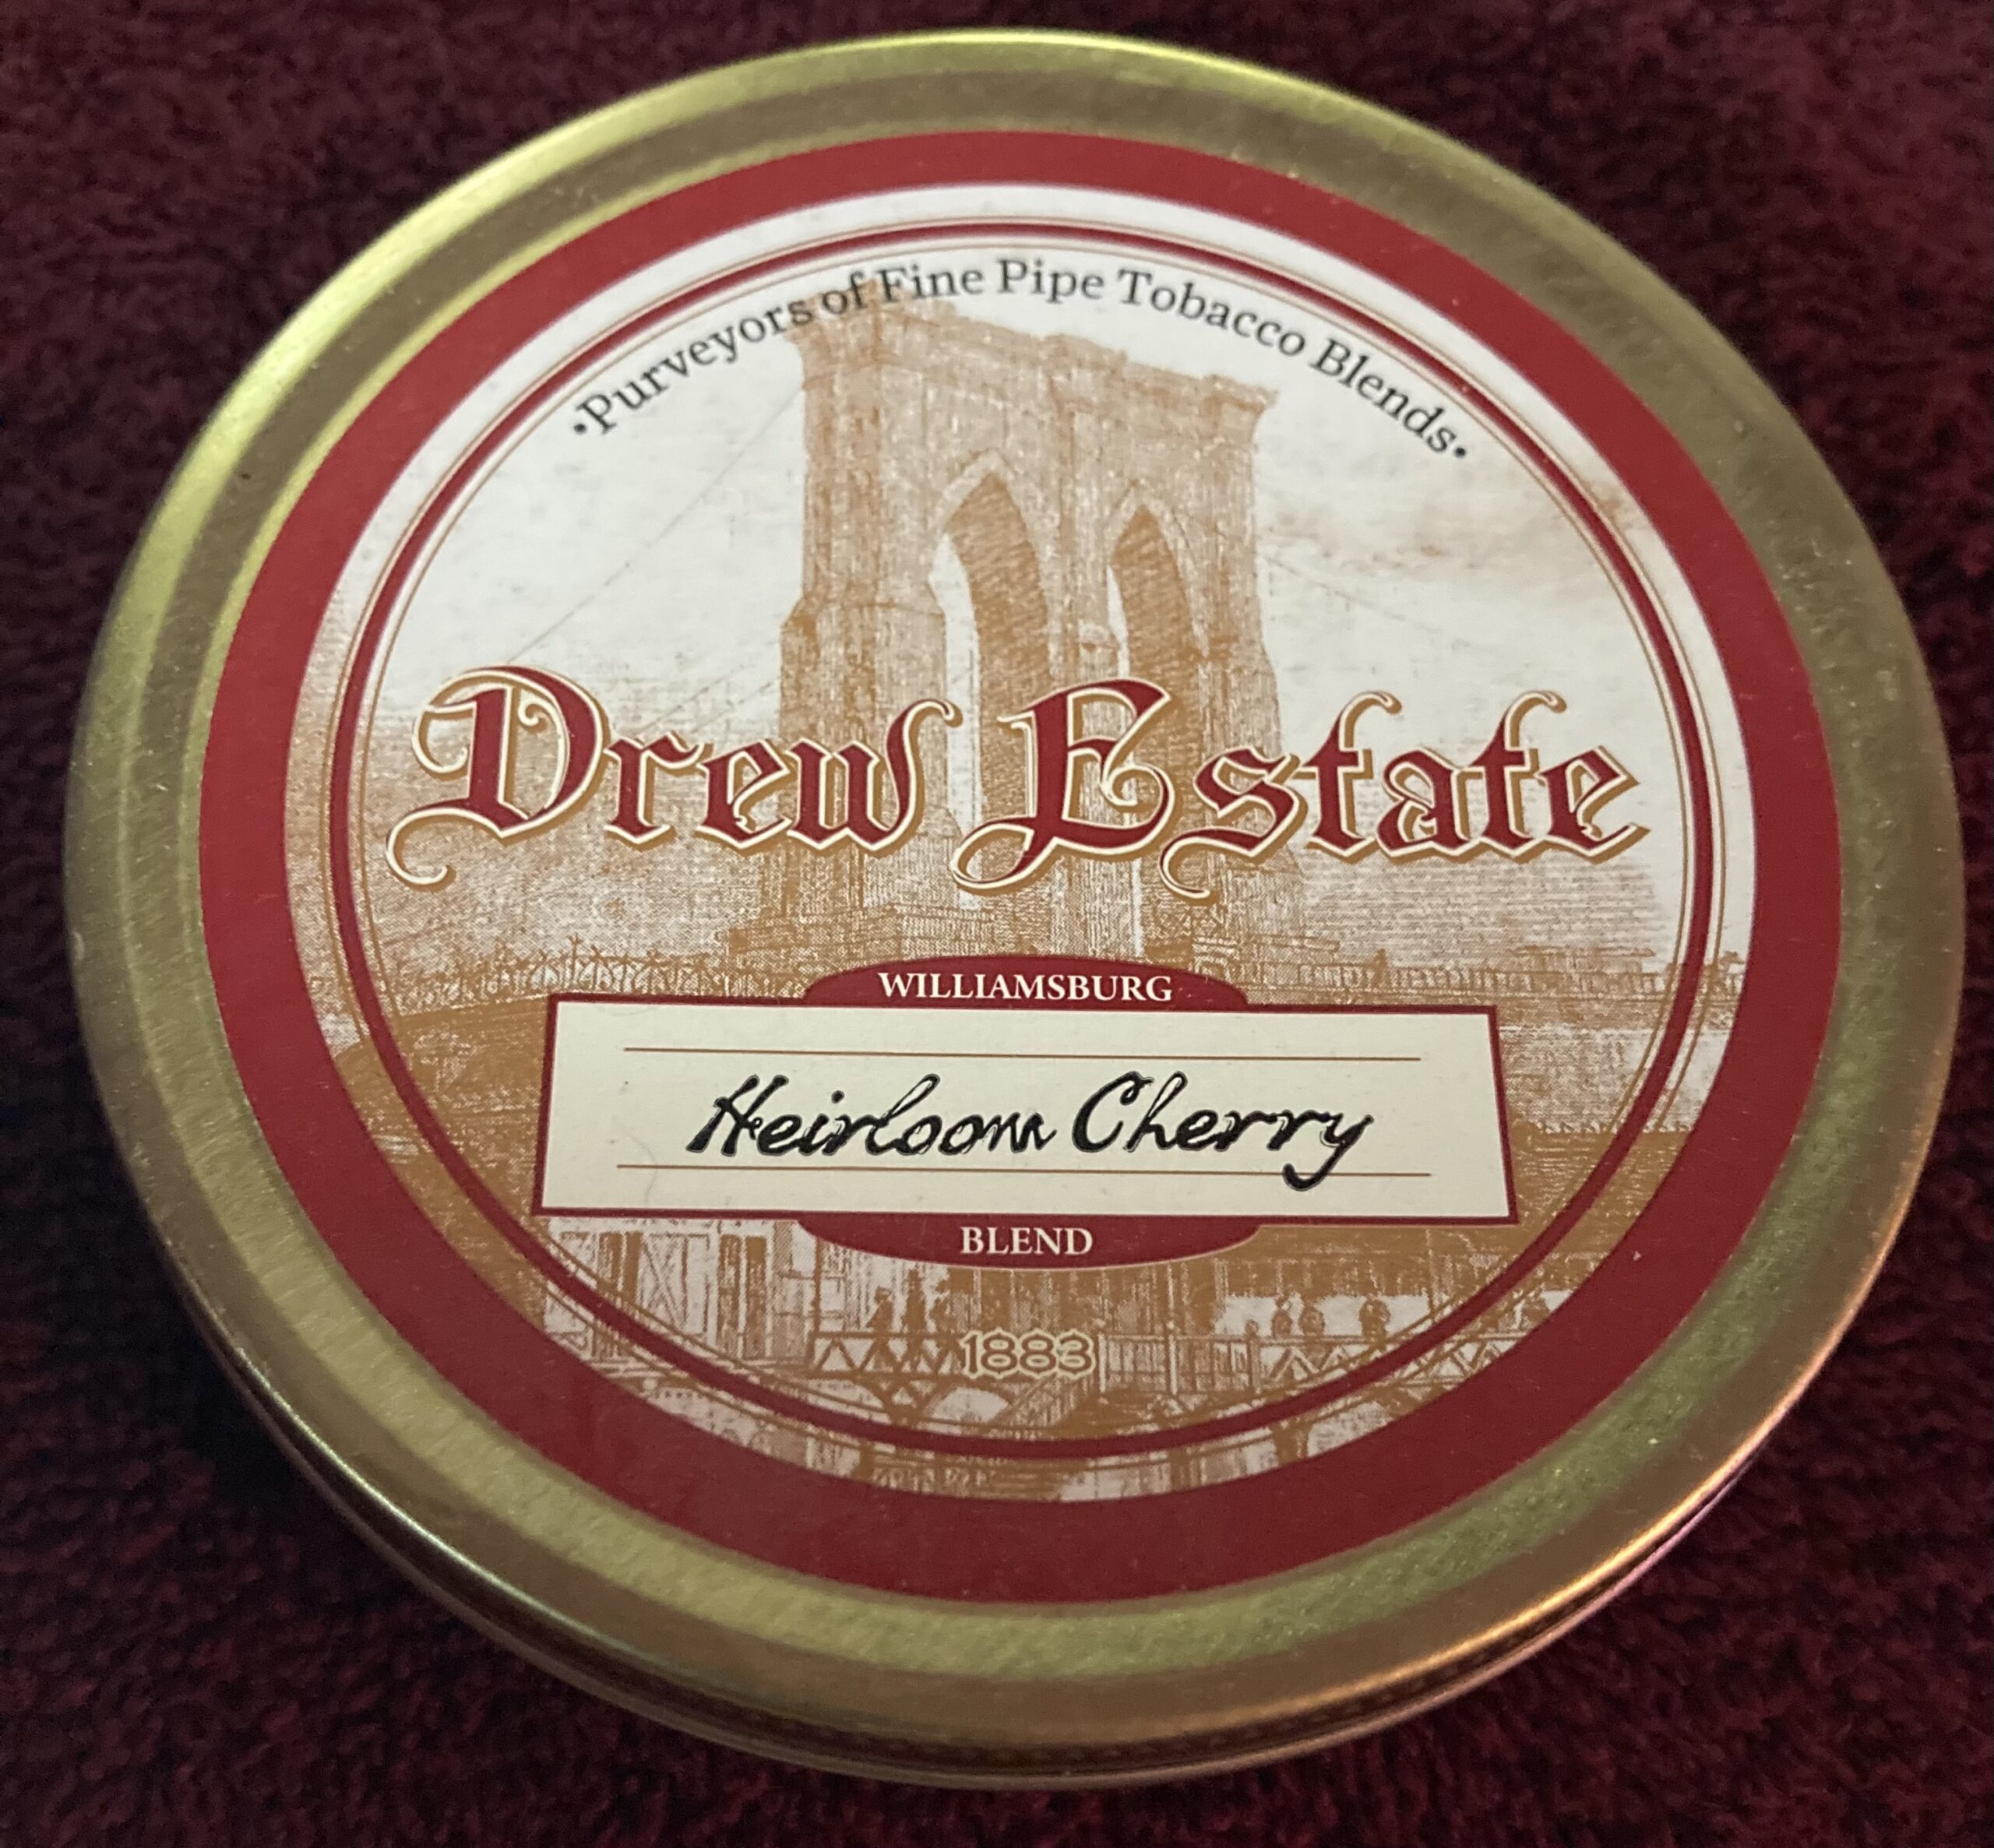 ·Purveyors of Fine Pipe Tobacco Blends·
Drew Estate
WILLIAMSBURG
Heirloom Cherry
BLEND
1883